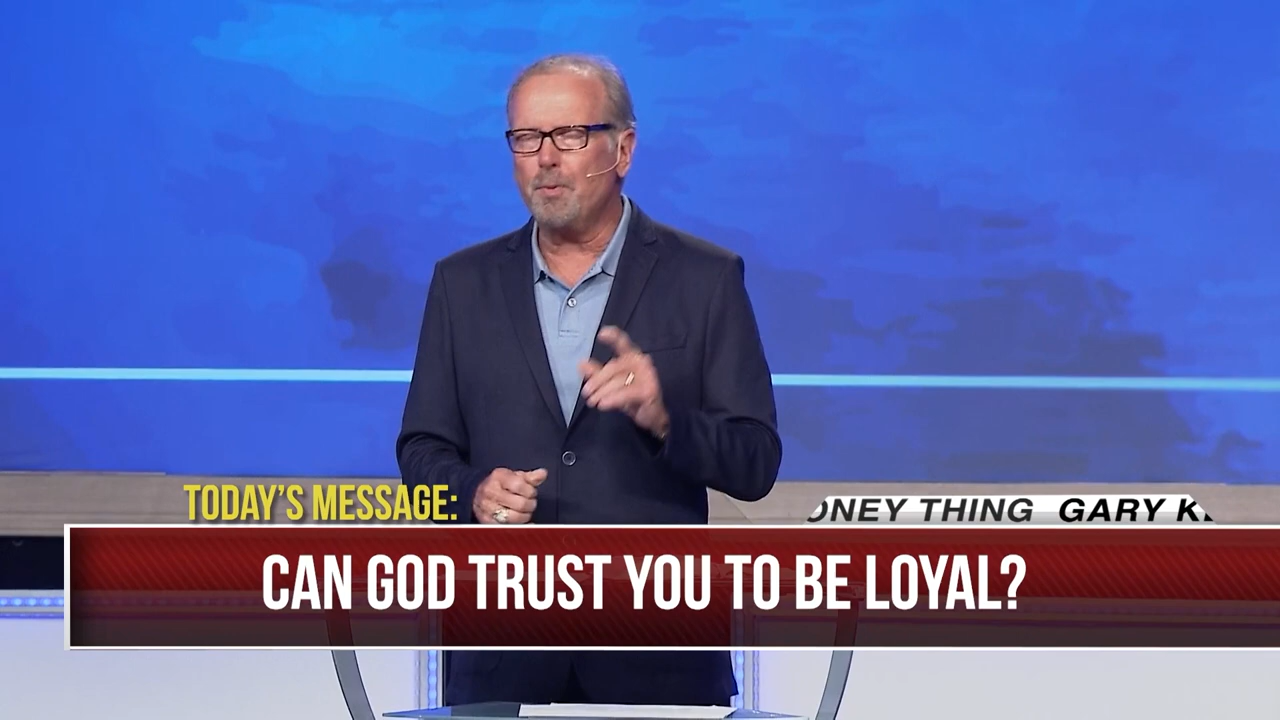 TODAY'S MESSAGE:
ONEY THING GARY K
CAN GOD TRUST YOU TO BE LOYAL?